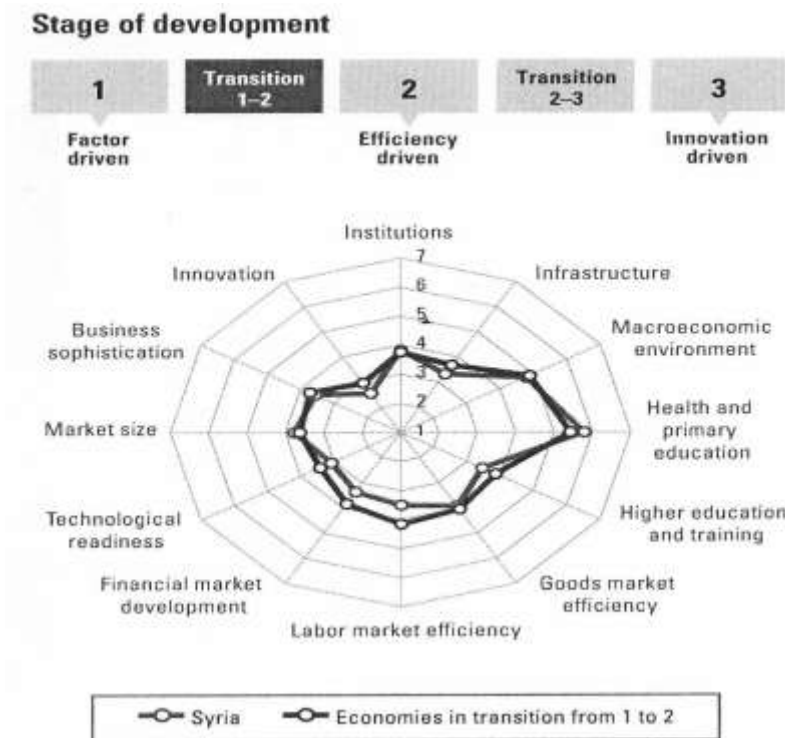 Stage of development
1
Transition
1–2
2
Transition
2–3
3
Factor
driven
Efficiency
driven
Innovation
driven
Institutions
7
Innovation
Infrastructure
6
5
Business
sophistication
Macroeconomic
environment
4
3
Market size
2
1
Health and
primary
education
Technological
readiness
Higher education
and training
Financial market
development
Goods market
efficiency
Labor market efficiency
Syria
Economies in transition from 1 to 2